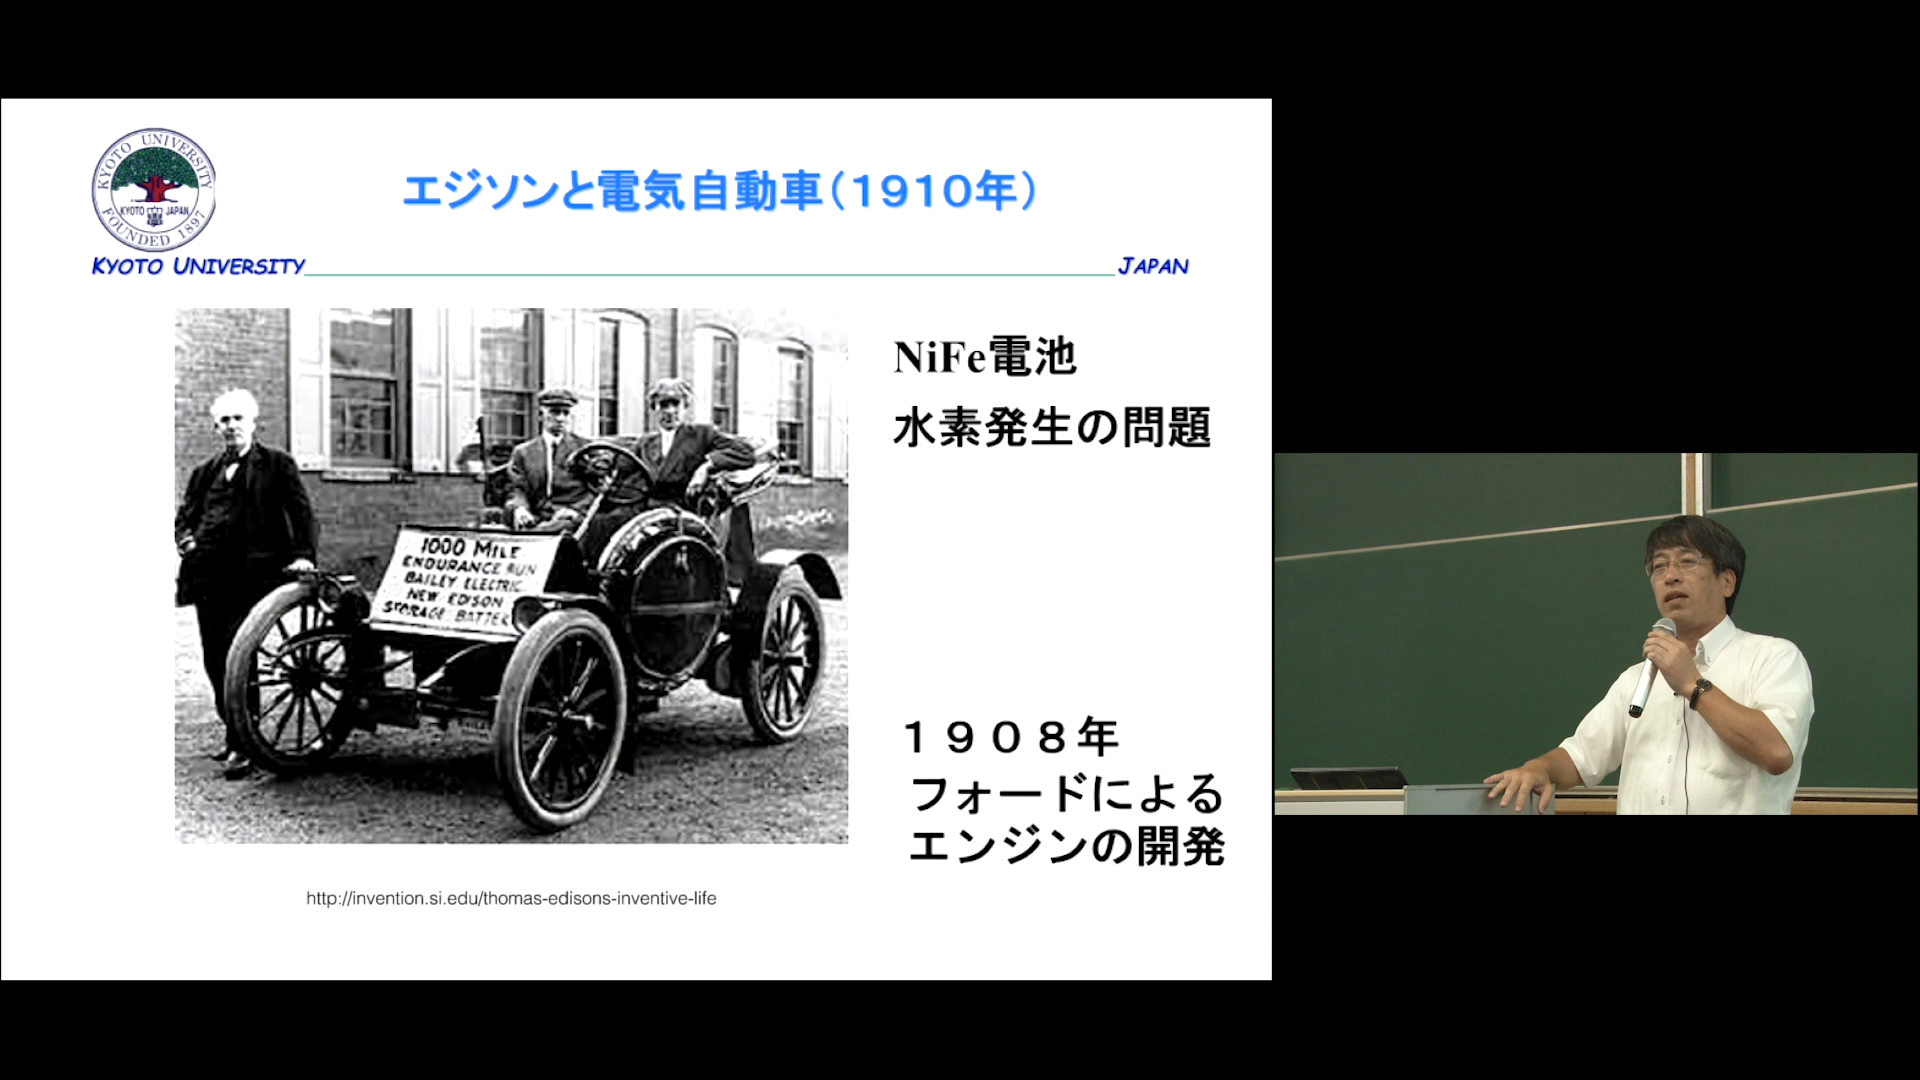 KYOTO UNIVERSITY
KYOTO JAPAN
FOUNDED 1897
エジソンと電気自動車(1910年)
KYOTO UNIVERSITY
JAPAN
NiFe電池
水素発生の問題
1000 MILE
ENDURANCE RUN
BAILEY ELECTRIC
NEW EDISON
STORAGE BATTER
1908年
フォードによる
エンジンの開発
http://invention.si.edu/thomas-edisons-inventive-life